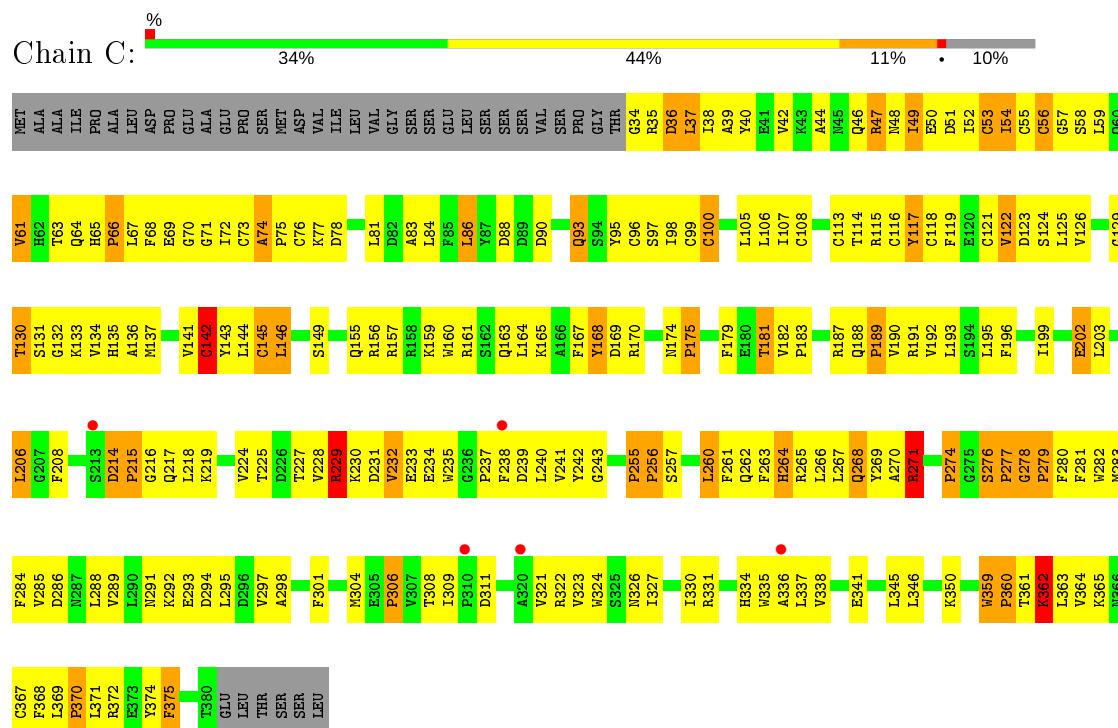 %
Chain C:
34% 44% 11% • 10%
MET ALA ALA ILE PRO ALA LEU ASP PRO GLU ALA GLU PRO SER MET ASP VAL ILE LEU VAL GLY SER SER GLU LEU SER SER SER VAL SER PRO GLY THR G34 R35 D36 L37 I38 A39 Y40 E41 V42 K43 A44 N45 Q46 R47 N48 I49 E50 D51 I52 C53 I54 C55 C56 G57 S58 L59 Q60
V61 H62 T63 Q64 H65 P66 L67 F68 E69 G70 G71 I72 C73 A74 P75 C76 K77 D78 L81 D82 A83 L84 F85 L86 Y87 D88 D89 D90 Q93 S94 Y95 C96 S97 I98 C99 C100 L105 L106 I107 C108 C113 T114 R115 C116 Y117 C118 F119 E120 C121 V122 D123 S124 L125 V126 G129
T130 S131 G132 K133 V134 H135 A136 M137 V141 C142 Y143 L144 C145 L146 S149 Q155 R156 R157 R158 K159 W160 R161 S162 Q163 L164 K165 A166 F167 Y168 D169 R170 N174 P175 F179 E180 T181 V182 P183 R187 Q188 P189 V190 R191 V192 L193 S194 L195 F196 I199 E202 L203
L206 G207 F208 S213 D214 P215 G216 Q217 L218 K219 V224 T225 D226 T227 V228 R229 K230 D231 V232 E233 E234 W235 G236 P237 F238 D239 L240 V241 Y242 G243 P255 P256 S257 L260 F261 Q262 F263 H264 R265 L266 L267 Q268 Y269 A270 R271 P274 G275 S276 P277 G278 P279 F280 F281 W282 M283
F284 V285 D286 N287 L288 V289 L290 N291 K292 E293 D294 L295 D296 V297 A298 F301 M304 E305 P306 V307 T308 I309 P310 D311 A320 V321 R322 V323 W324 S325 N326 I327 I330 R331 H334 W335 A336 L337 V338 E341 L345 L346 K350 W359 P360 T361 K362 L363 V364 K365 N366
C367 F368 L369 P370 L371 R372 E373 Y374 F375 T380 GLU LEU THR SER SER LEU